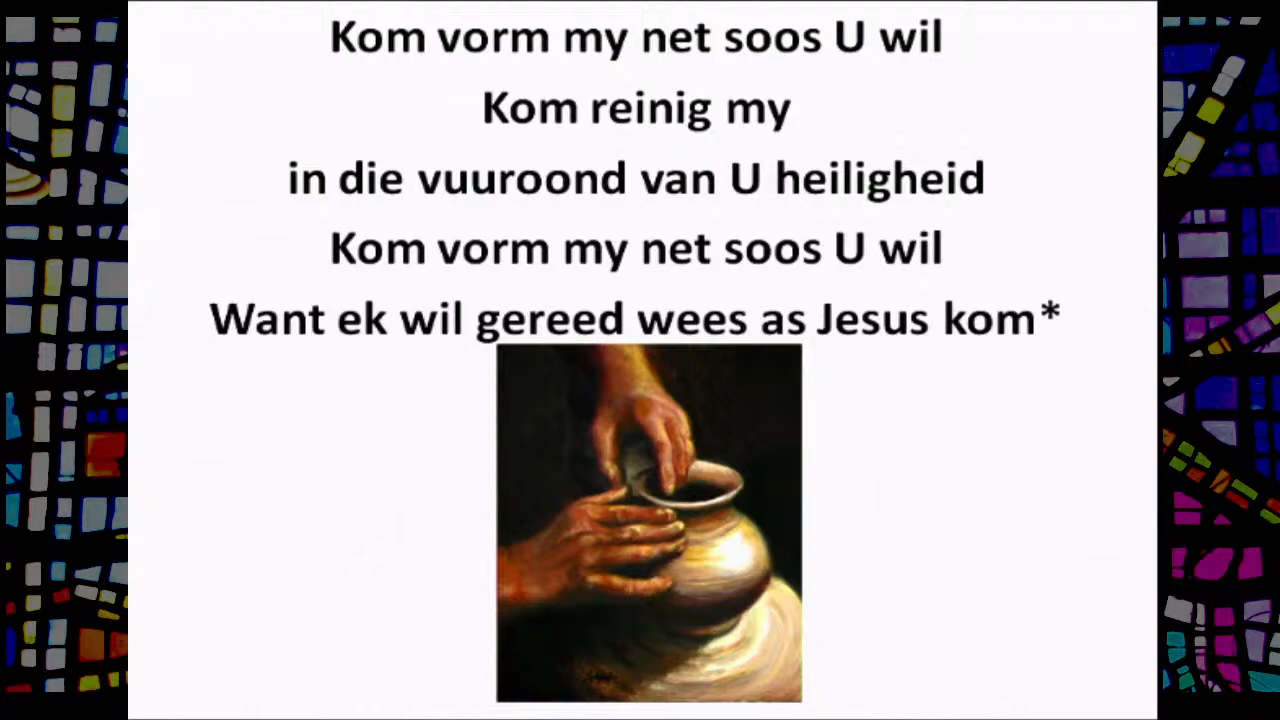 Kom vorm my net soos U wil
Kom reinig my
in die vuuroond van U heiligheid
Kom vorm my net soos U wil
Want ek wil gereed wees as Jesus kom*